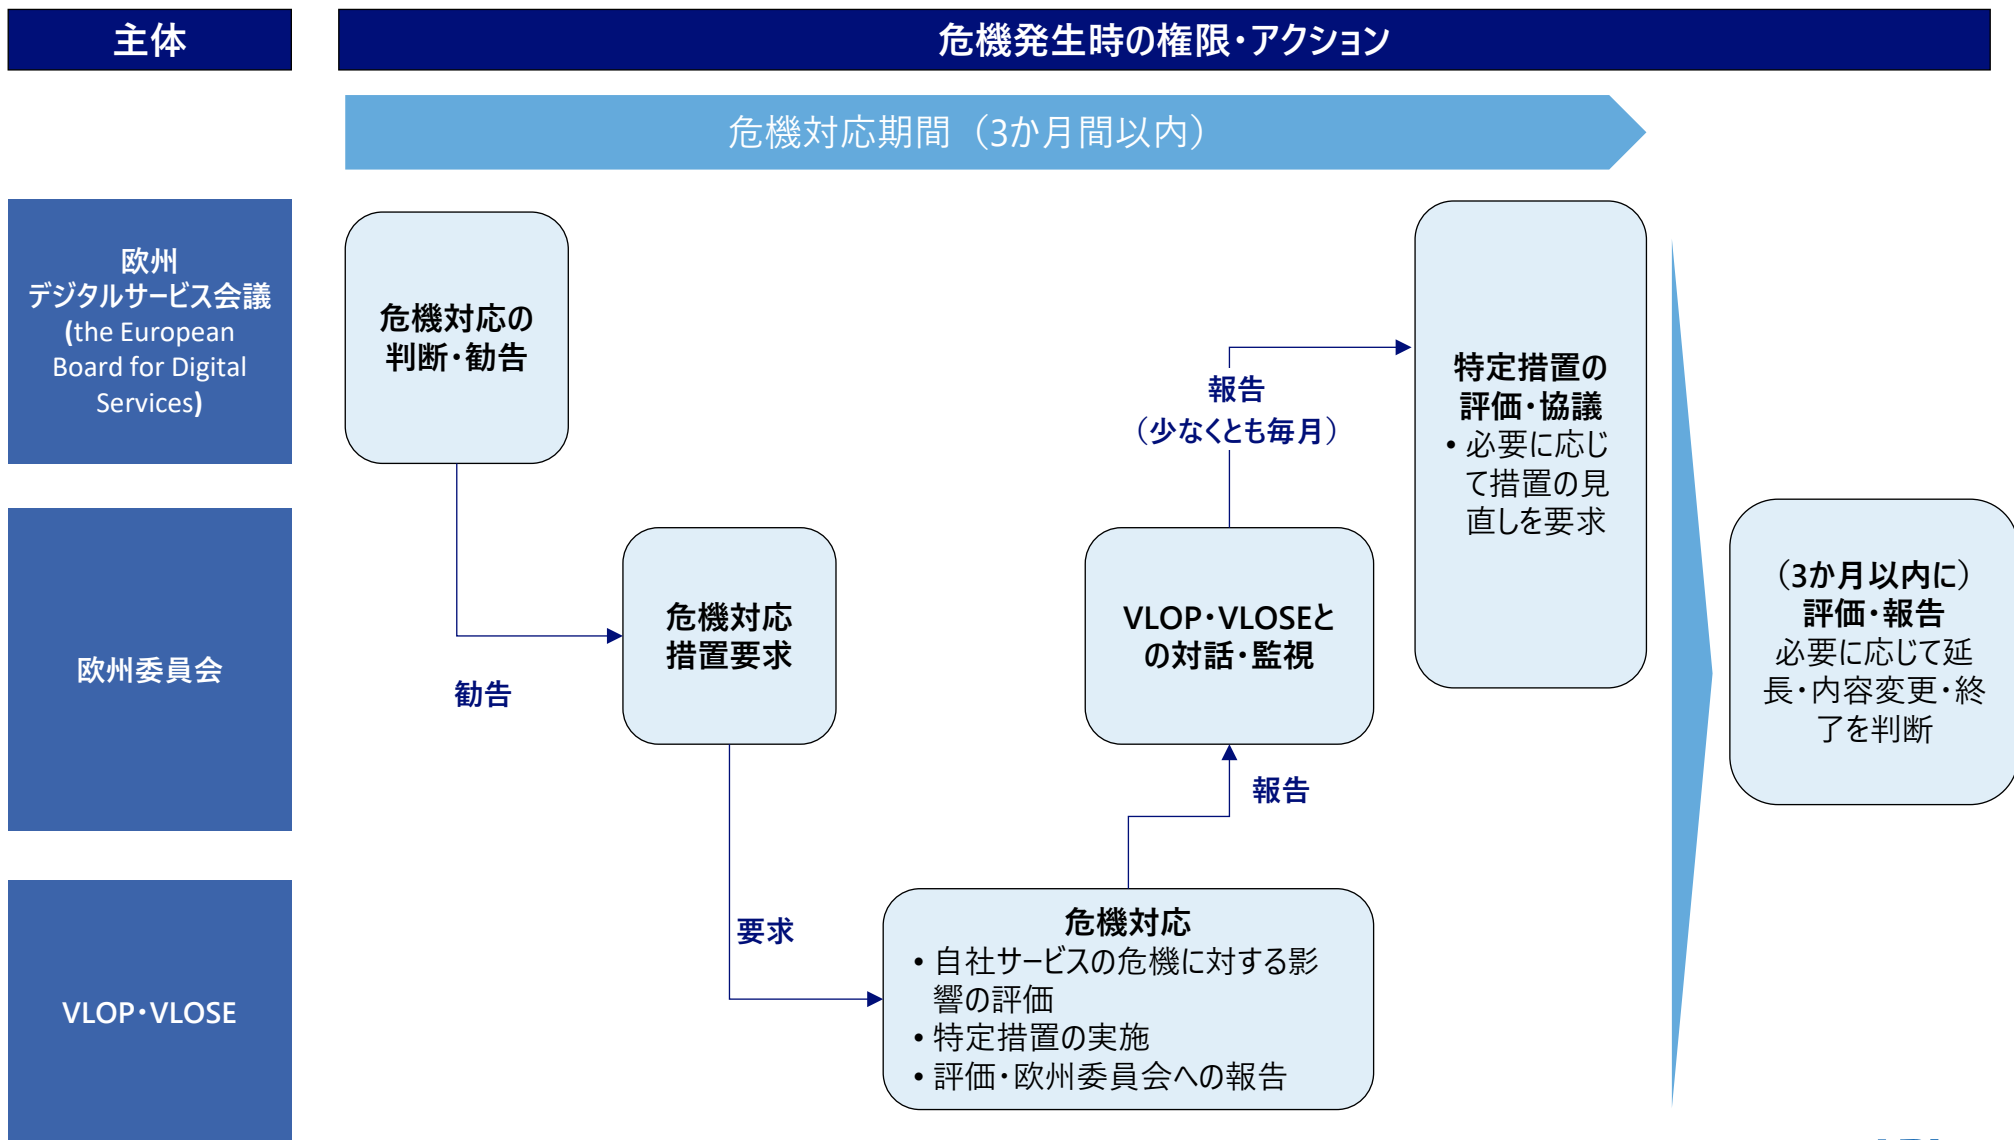 主体
危機発生時の権限・アクション
危機対応期間（3か月間以内）
欧州
デジタルサービス会議
(the European
Board for Digital
Services)
危機対応の
判断・勧告
勧告
欧州委員会
危機対応
措置要求
要求
VLOP・VLOSE
危機対応
• 自社サービスの危機に対する影
響の評価
• 特定措置の実施
• 評価・欧州委員会への報告
報告
VLOP・VLOSEと
の対話・監視
報告
（少なくとも毎月）
特定措置の
評価・協議
• 必要に応じ
て措置の見
直しを要求
（3か月以内に）
評価・報告
必要に応じて延
長・内容変更・終
了を判断